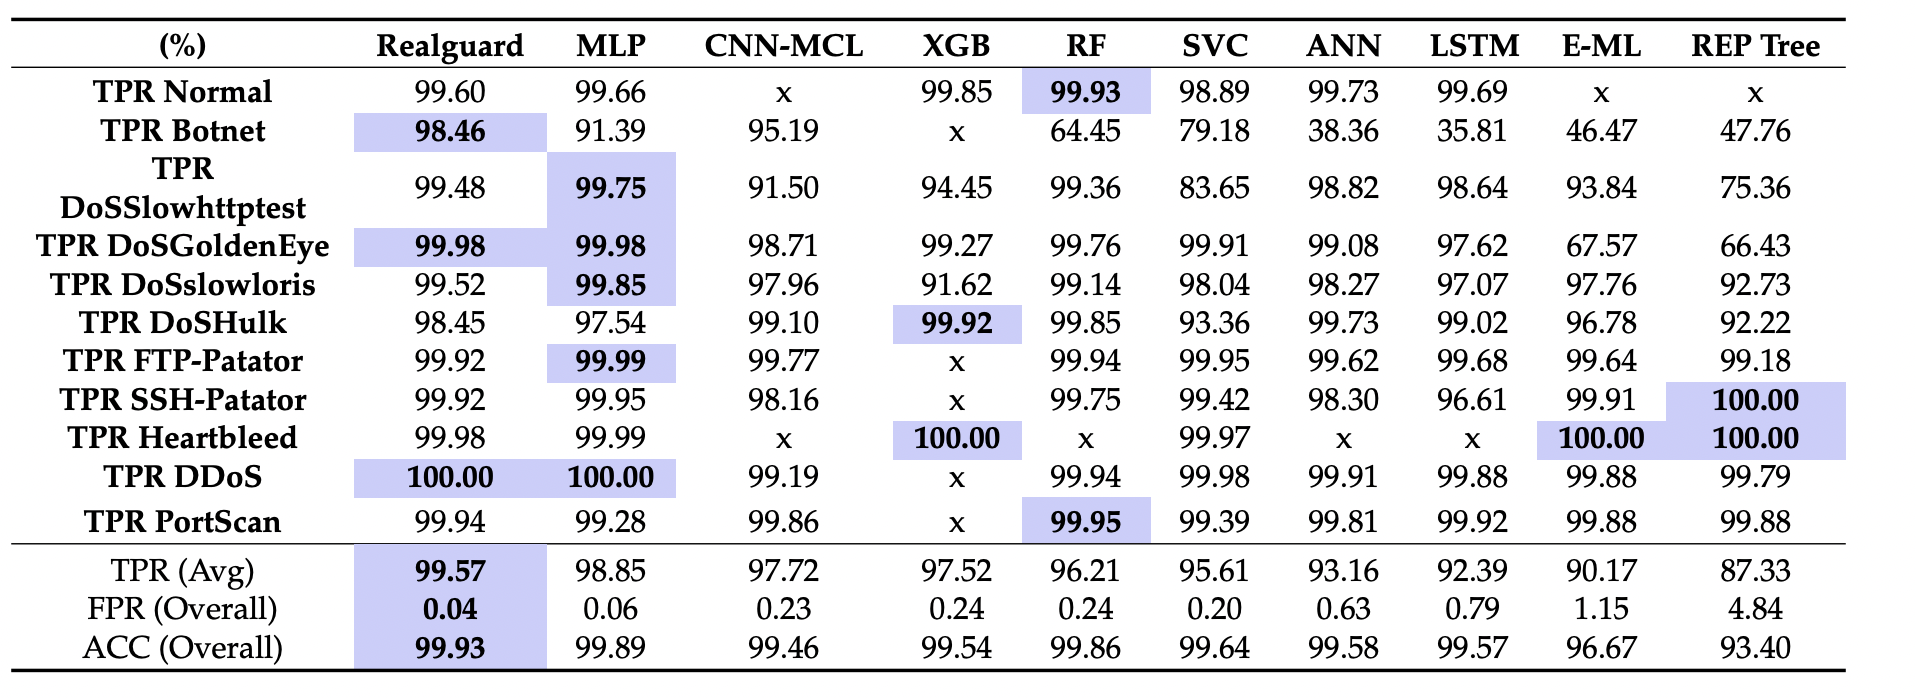 (%) Realguard MLP CNN-MCL XGB RF SVC ANN LSTM E-ML REP Tree
TPR Normal 99.60 99.66 x 99.85 99.93 98.89 99.73 99.69 x x
TPR Botnet 98.46 91.39 95.19 x 64.45 79.18 38.36 35.81 46.47 47.76
TPR
DoSSlowhttptest 99.48 99.75 91.50 94.45 99.36 83.65 98.82 98.64 93.84 75.36
TPR DoSGoldenEye 99.98 99.98 98.71 99.27 99.76 99.91 99.08 97.62 67.57 66.43
TPR DoSslowloris 99.52 99.85 97.96 91.62 99.14 98.04 98.27 97.07 97.76 92.73
TPR DoSHulk 98.45 97.54 99.10 99.92 99.85 93.36 99.73 99.02 96.78 92.22
TPR FTP-Patator 99.92 99.99 99.77 x 99.94 99.95 99.62 99.68 99.64 99.18
TPR SSH-Patator 99.92 99.95 98.16 x 99.75 99.42 98.30 96.61 99.91 100.00
TPR Heartbleed 99.98 99.99 x 100.00 x 99.97 x x 100.00 100.00
TPR DDoS 100.00 100.00 99.19 x 99.94 99.98 99.91 99.88 99.88 99.79
TPR PortScan 99.94 99.28 99.86 x 99.95 99.39 99.81 99.92 99.88 99.88
TPR (Avg) 99.57 98.85 97.72 97.52 96.21 95.61 93.16 92.39 90.17 87.33
FPR (Overall) 0.04 0.06 0.23 0.24 0.24 0.20 0.63 0.79 1.15 4.84
ACC (Overall) 99.93 99.89 99.46 99.54 99.86 99.64 99.58 99.57 96.67 93.40